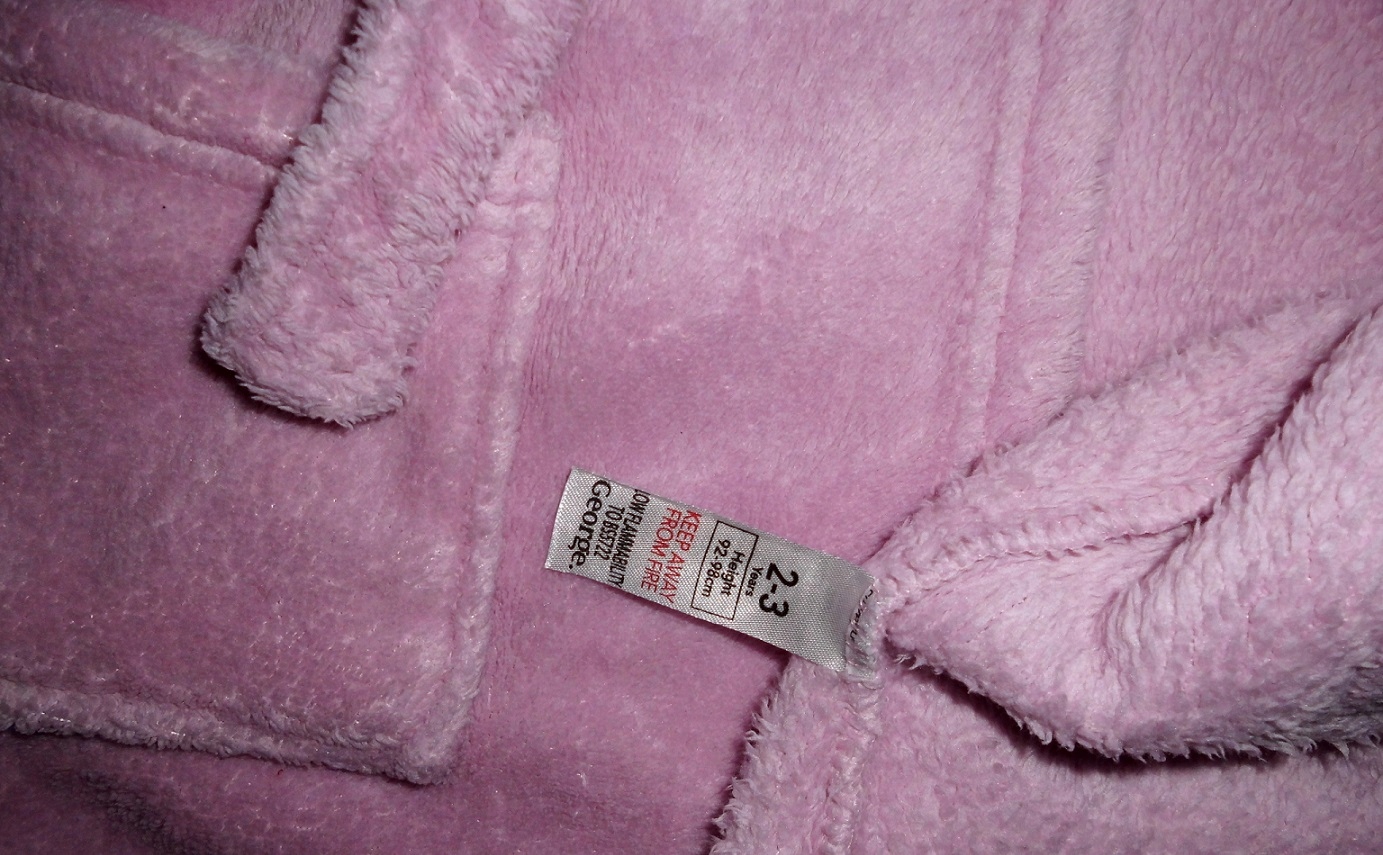 2-3
Years
Height
92-98cm
KEEP AWAY
FROM FIRE
LOW FLAMMABILITY
TO BS5722
George.